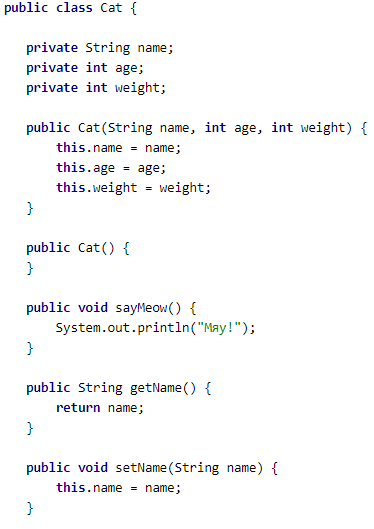 public class Cat {
private String name;
private int age;
private int weight;
public Cat(String name, int age, int weight) {
this.name = name;
this.age = age;
this.weight = weight;
}
public Cat() {
}
public void sayMeow() {
System.out.println("Мяу!");
}
public String getName() {
return name;
}
public void setName(String name) {
this.name = name;
}